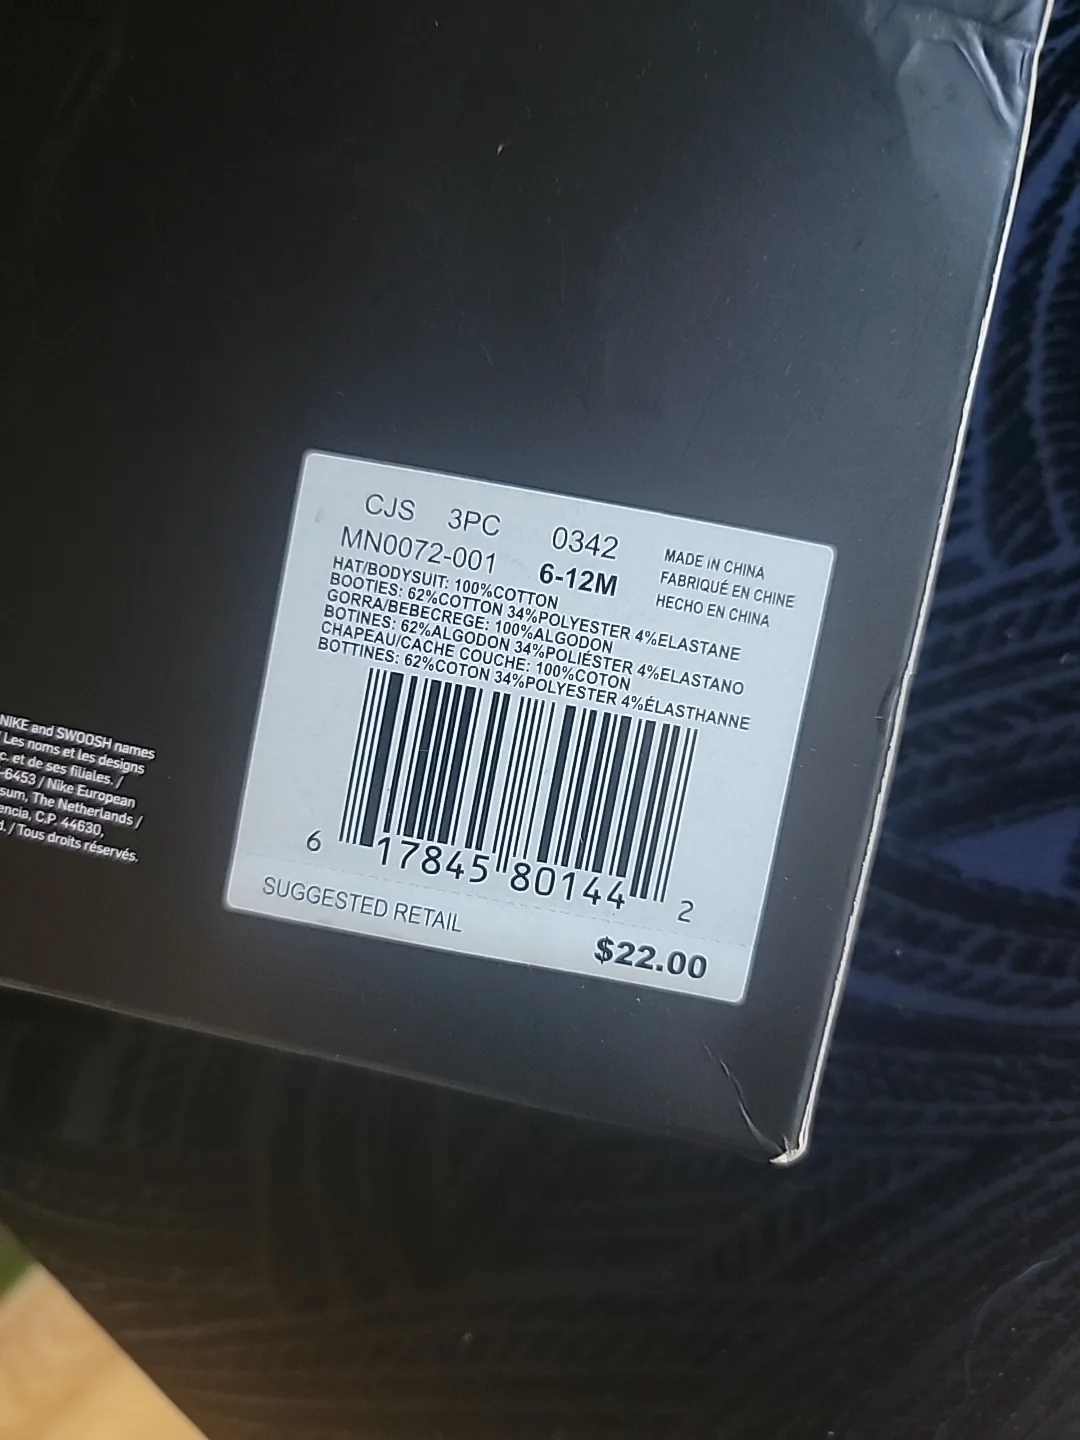 CJS 3PC 0342
MN0072-001 6-12M
MADE IN CHINA
FABRIQUÉ EN CHINE
HECHO EN CHINA
HAT/BODYSUIT: 100%COTTON
BOOTIES: 62%COTTON 34%POLYESTER 4%ELASTANE
GORRA/BEBECREGE: 100%ALGODON
BOTINES: 62%ALGODON 34%POLIÉSTER 4%ELASTANO
CHAPEAU/CACHE COUCHE: 100%COTON
BOTTINES: 62%COTON 34%POLYESTER 4%ÉLASTHANNE
6 17845 80144 2
SUGGESTED RETAIL
$22.00
NIKE and SWOOSH names
/ Les noms et les designs
c. et de ses filiales. /
-6453 / Nike European
sum, The Netherlands /
encia, C.P. 44630,
d. / Tous droits réservés.